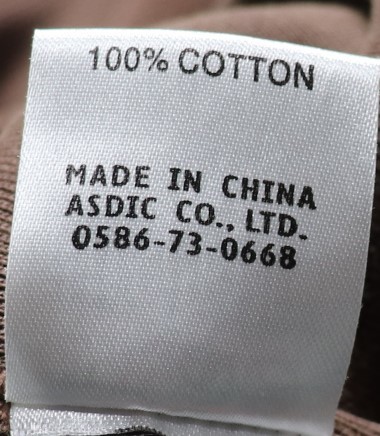 100% COTTON
MADE IN CHINA
ASDIC CO., LTD.
0586-73-0668